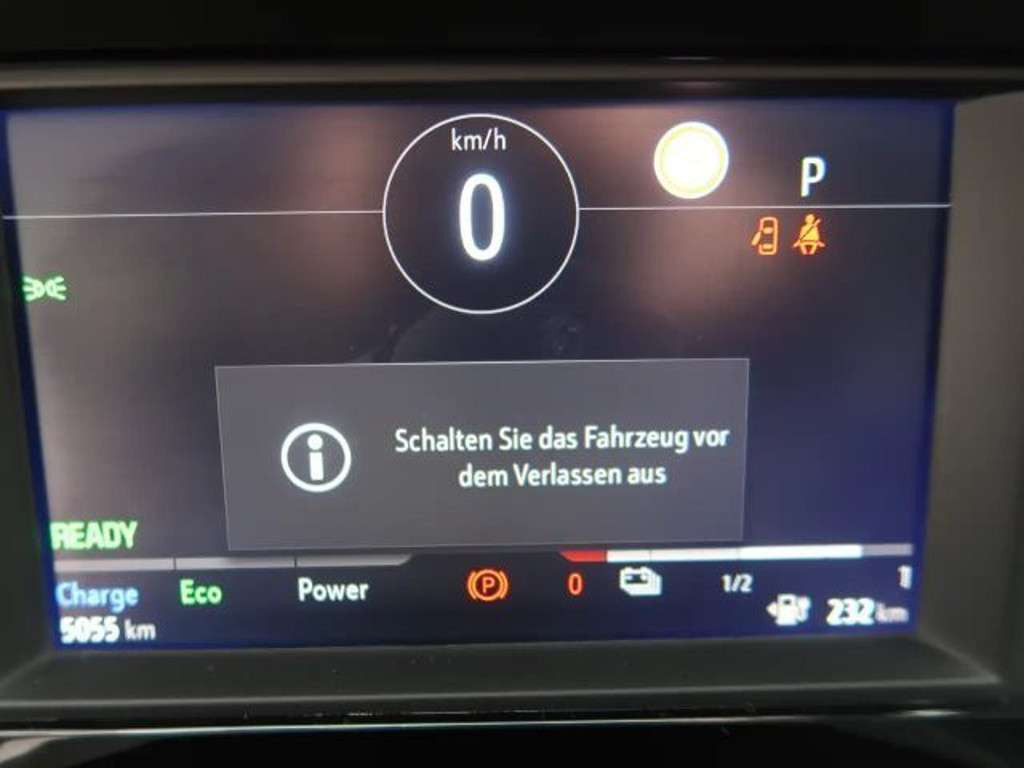 km/h
0
P
Schalten Sie das Fahrzeug vor
dem Verlassen aus
READY
Charge Eco Power P 0 1/2 1
5055 km 232 km